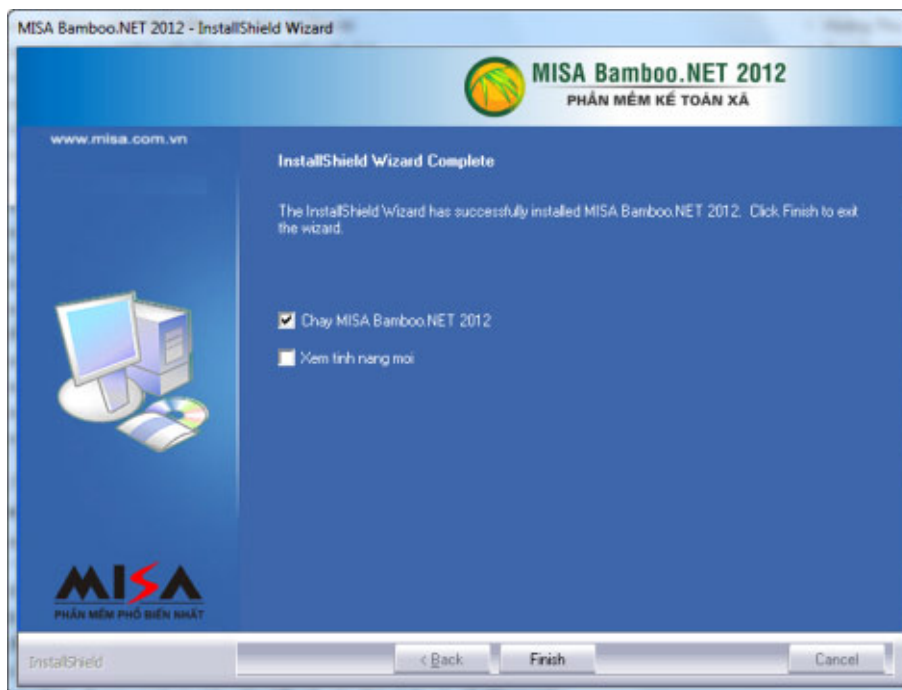 MISA Bamboo.NET 2012 - InstallShield Wizard
MISA Bamboo.NET 2012
PHẦN MỀM KẾ TOÁN XÃ
www.misa.com.vn
InstallShield Wizard Complete
The InstallShield Wizard has successfully installed MISA Bamboo.NET 2012. Click Finish to exit
the wizard.
Chay MISA Bamboo.NET 2012
Xem tinh nang moi
MISA
PHẦN MỀM PHỔ BIẾN NHẤT
InstallShield
< Back Finish Cancel